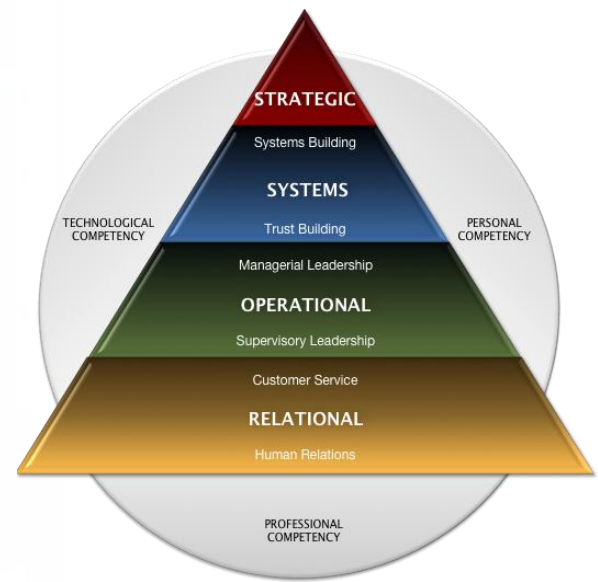 STRATEGIC
Systems Building
SYSTEMS
TECHNOLOGICAL
COMPETENCY
PERSONAL
COMPETENCY
Trust Building
Managerial Leadership
OPERATIONAL
Supervisory Leadership
Customer Service
RELATIONAL
Human Relations
PROFESSIONAL
COMPETENCY